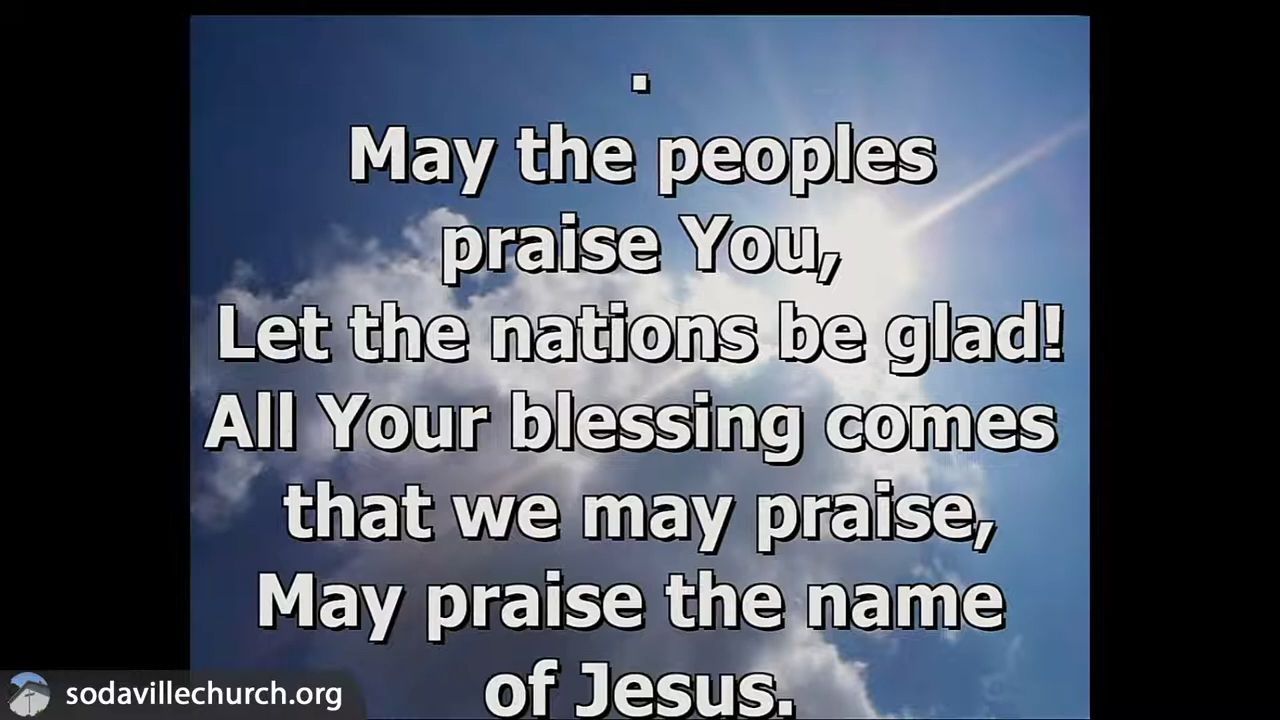 .
May the peoples
praise You,
Let the nations be glad!
All Your blessing comes
that we may praise,
May praise the name
of Jesus.
sodavillechurch.org